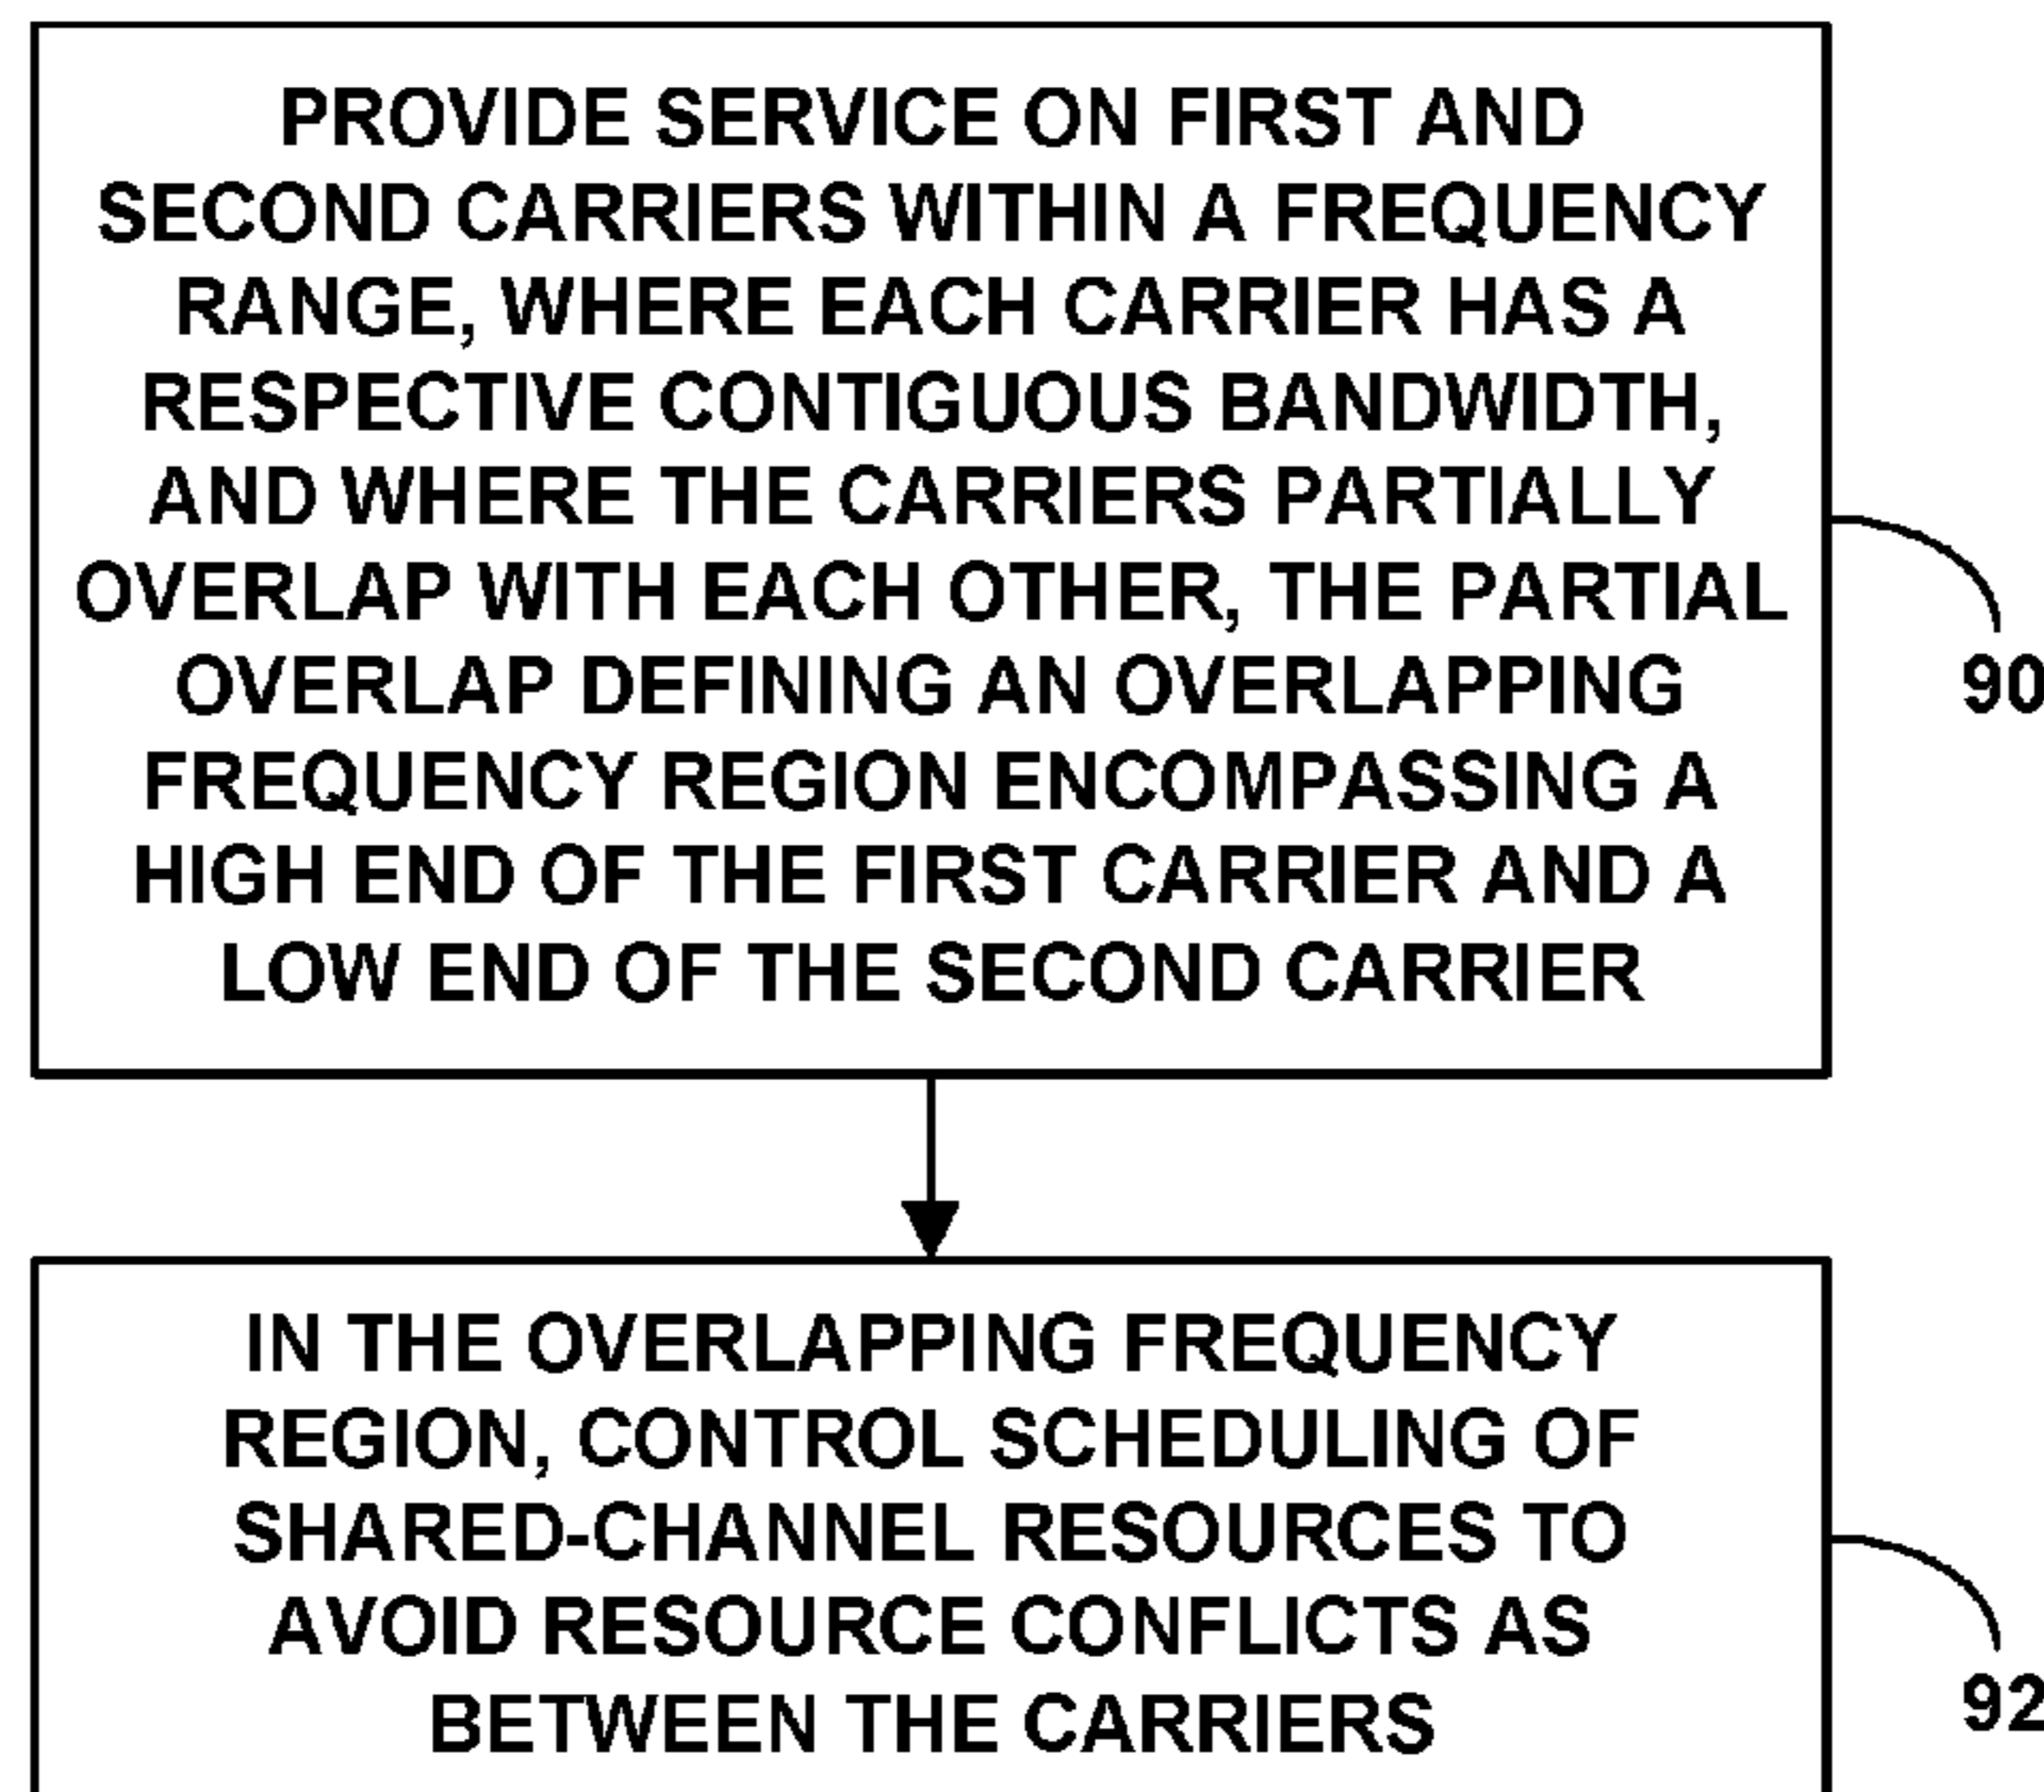 PROVIDE SERVICE ON FIRST AND
SECOND CARRIERS WITHIN A FREQUENCY
RANGE, WHERE EACH CARRIER HAS A
RESPECTIVE CONTIGUOUS BANDWIDTH,
AND WHERE THE CARRIERS PARTIALLY
OVERLAP WITH EACH OTHER, THE PARTIAL
OVERLAP DEFINING AN OVERLAPPING
FREQUENCY REGION ENCOMPASSING A
HIGH END OF THE FIRST CARRIER AND A
LOW END OF THE SECOND CARRIER
90
IN THE OVERLAPPING FREQUENCY
REGION, CONTROL SCHEDULING OF
SHARED-CHANNEL RESOURCES TO
AVOID RESOURCE CONFLICTS AS
BETWEEN THE CARRIERS
92